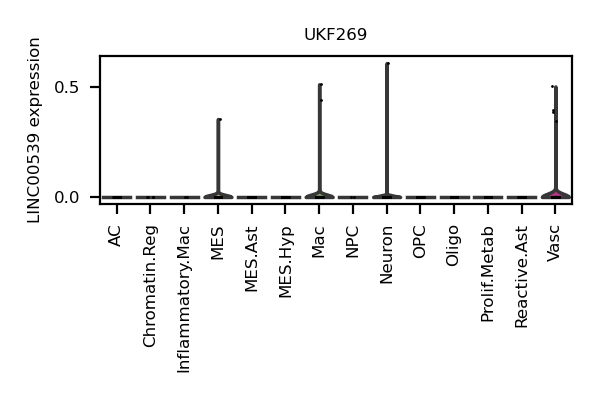 UKF269
LINC00539 expression
0.5
0.0
AC
Chromatin.Reg
Inflammatory.Mac
MES
MES.Ast
MES.Hyp
Mac
NPC
Neuron
OPC
Oligo
Prolif.Metab
Reactive.Ast
Vasc